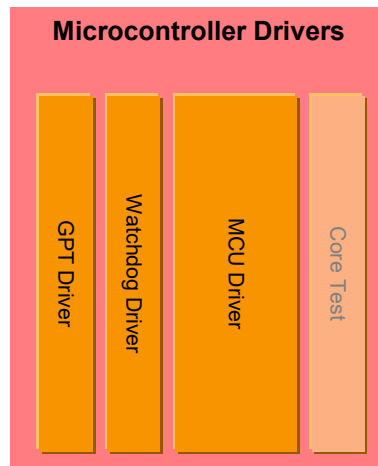 Microcontroller Drivers
GPT Driver
Watchdog Driver
MCU Driver
Core Test